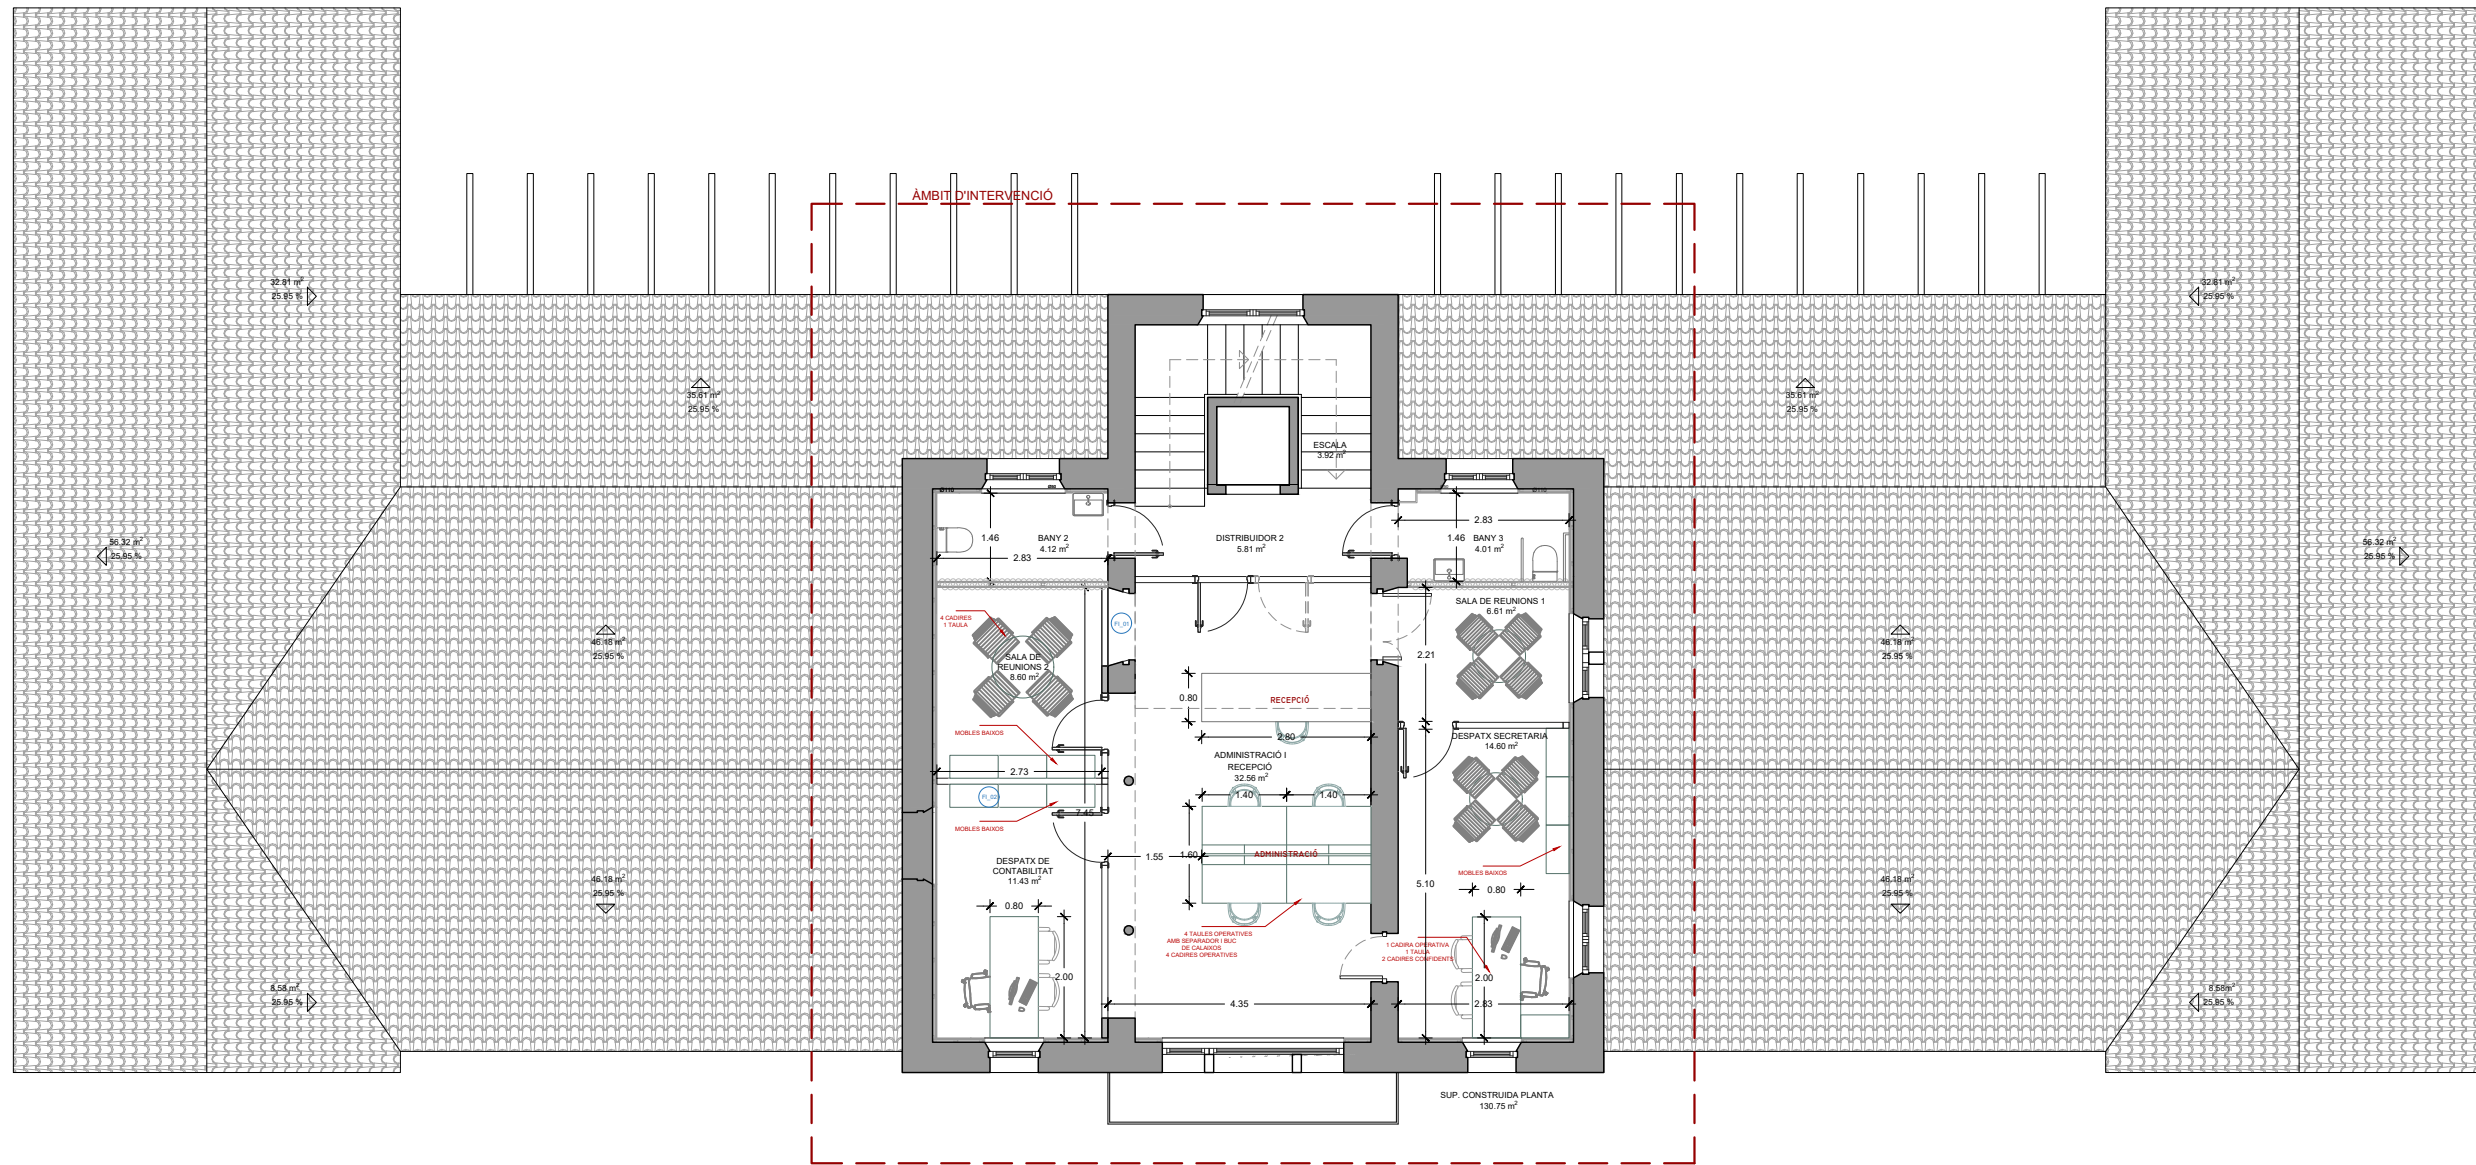 ÀMBIT D'INTERVENCIÓ
32.81 m²
25.95 %
32.81 m²
25.95 %
35.61 m²
25.95 %
35.61 m²
25.95 %
ESCALA
3.92 m²
Ø110
Ø110
56.32 m²
25.95 %
1.46
BANY 2
4.12 m²
2.83
DISTRIBUIDOR 2
5.81 m²
2.83
1.46
BANY 3
4.01 m²
56.32 m²
25.95 %
4 CADIRES
1 TAULA
FI_01
SALA DE REUNIONS 1
6.61 m²
46.18 m²
25.95 %
SALA DE
REUNIONS 2
8.60 m²
2.21
46.18 m²
25.95 %
0.80
RECEPCIÓ
MOBLES BAIXOS
2.80
DESPATX SECRETARIA
14.60 m²
2.73
ADMINISTRACIÓ I
RECEPCIÓ
32.56 m²
FI_02
1.40
1.40
7.45
MOBLES BAIXOS
1.55
1.60
ADMINISTRACIÓ
DESPATX DE
CONTABILITAT
11.43 m²
MOBLES BAIXOS
46.18 m²
25.95 %
5.10
0.80
46.18 m²
25.95 %
0.80
4 TAULES OPERATIVES
AMB SEPARADOR I BUC
DE CALAIXOS
4 CADIRES OPERATIVES
1 CADIRA OPERATIVA
1 TAULA
2 CADIRES CONFIDENTS
2.00
2.00
8.58 m²
25.95 %
4.35
2.83
8.58m²
25.95 %
SUP. CONSTRUIDA PLANTA
130.75 m²